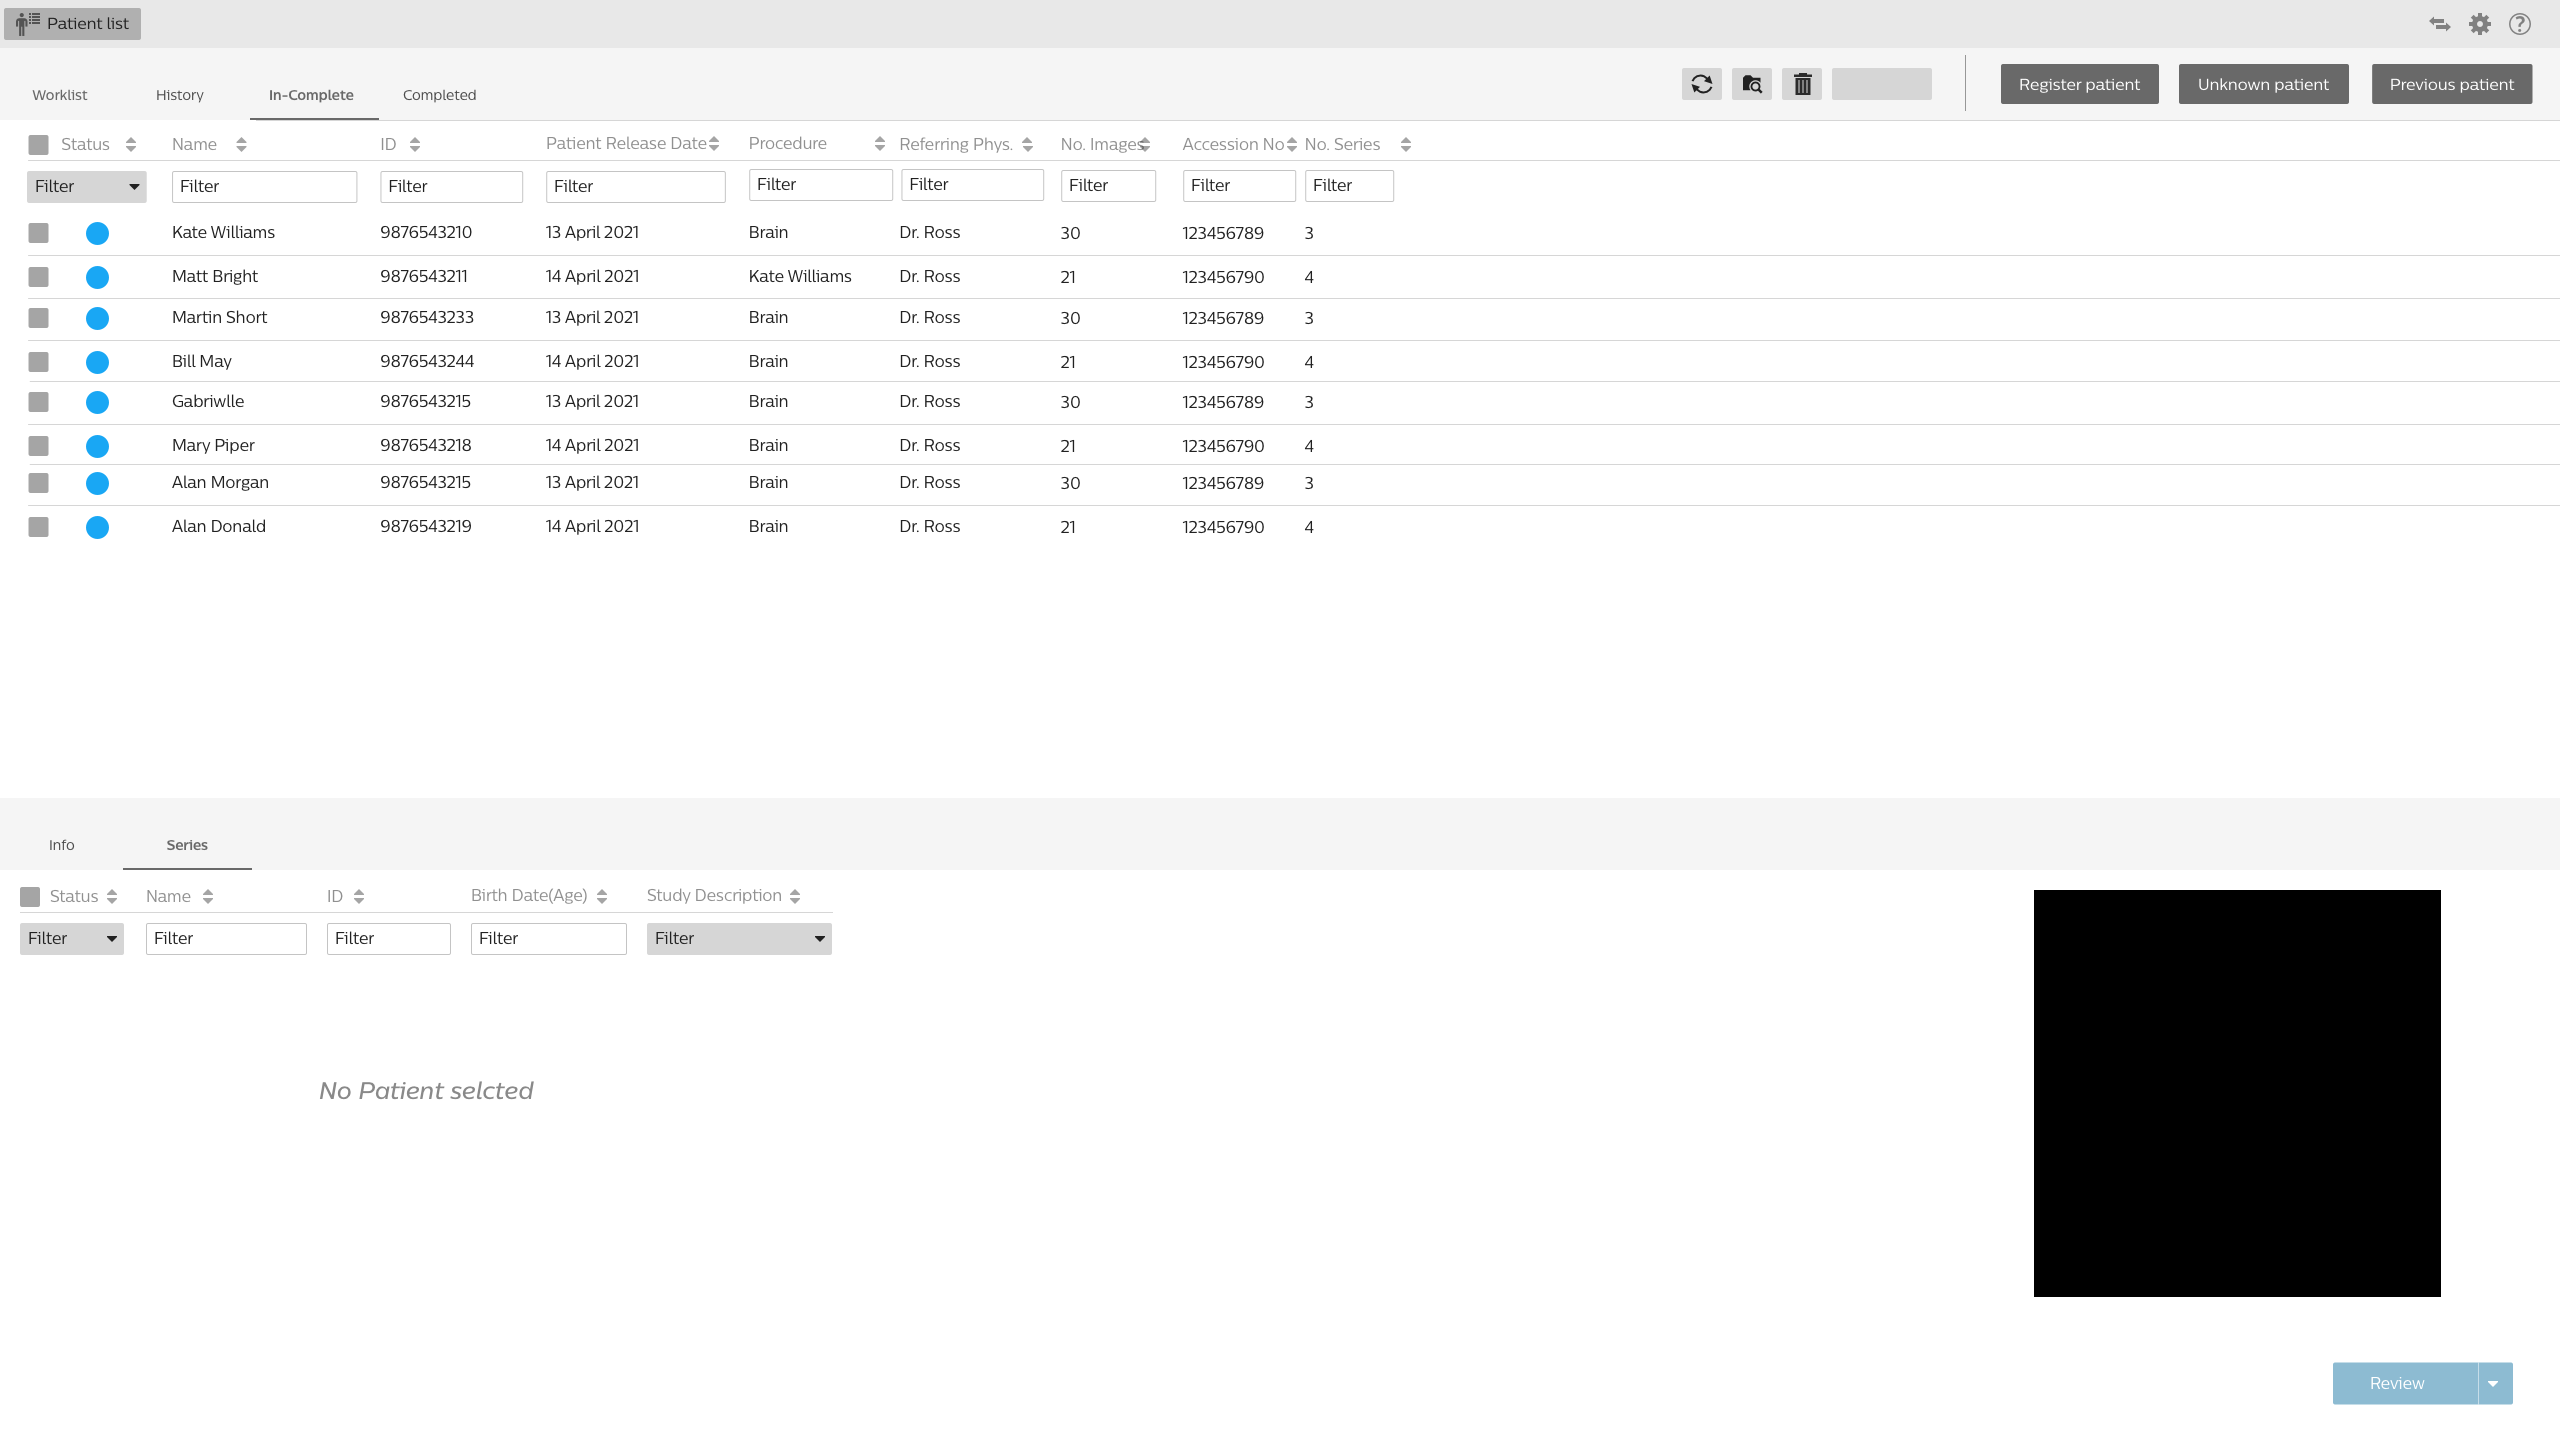 Patient list
Worklist History In-Complete Completed Register patient Unknown patient Previous patient
Status Name ID Patient Release Date Procedure Referring Phys. No. Images Accession No No. Series
Filter Filter Filter Filter Filter Filter Filter Filter Filter
Kate Williams 9876543210 13 April 2021 Brain Dr. Ross 30 123456789 3
Matt Bright 9876543211 14 April 2021 Kate Williams Dr. Ross 21 123456790 4
Martin Short 9876543233 13 April 2021 Brain Dr. Ross 30 123456789 3
Bill May 9876543244 14 April 2021 Brain Dr. Ross 21 123456790 4
Gabriwlle 9876543215 13 April 2021 Brain Dr. Ross 30 123456789 3
Mary Piper 9876543218 14 April 2021 Brain Dr. Ross 21 123456790 4
Alan Morgan 9876543215 13 April 2021 Brain Dr. Ross 30 123456789 3
Alan Donald 9876543219 14 April 2021 Brain Dr. Ross 21 123456790 4
Info Series
Status Name ID Birth Date(Age) Study Description
Filter Filter Filter Filter Filter
No Patient selcted
Review